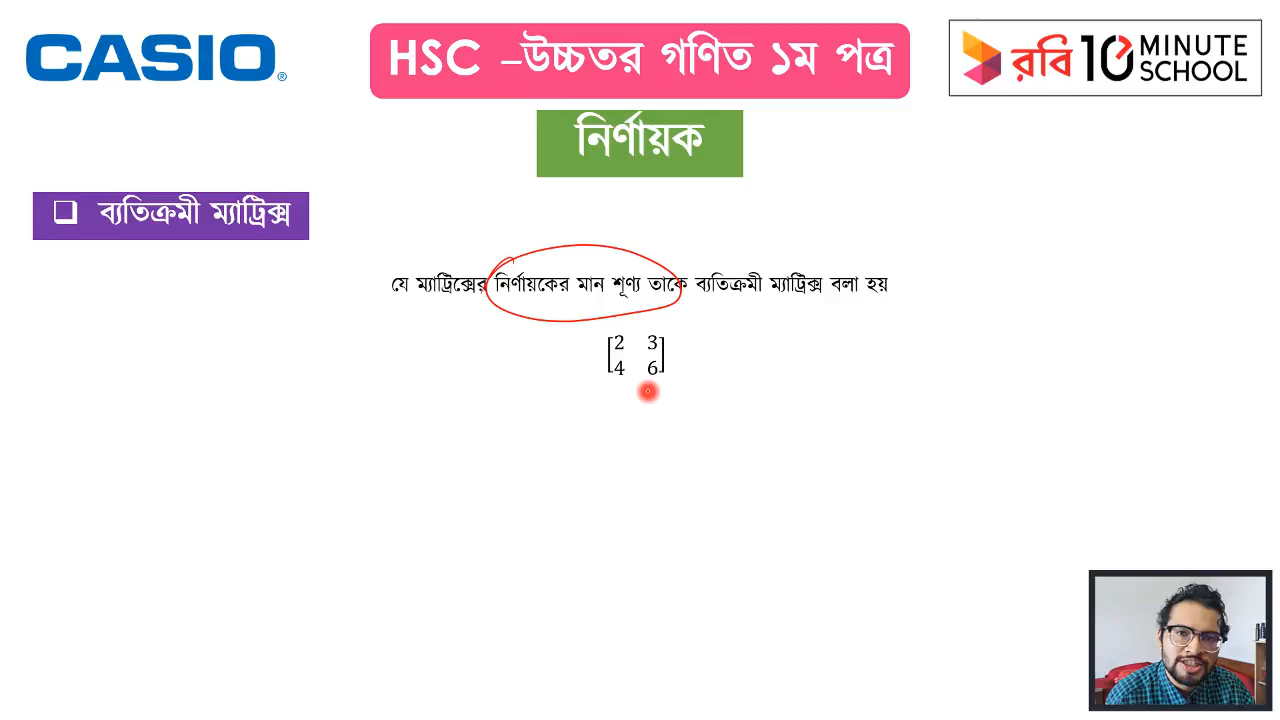 CASIO®
HSC –উচ্চতর গণিত ১ম পত্র
রবি 10 MINUTE SCHOOL
নির্ণায়ক
❑ ব্যতিক্রমী ম্যাট্রিক্স
যে ম্যাট্রিক্সের নির্ণায়কের মান শূণ্য তাকে ব্যতিক্রমী ম্যাট্রিক্স বলা হয়
2 3
4 6